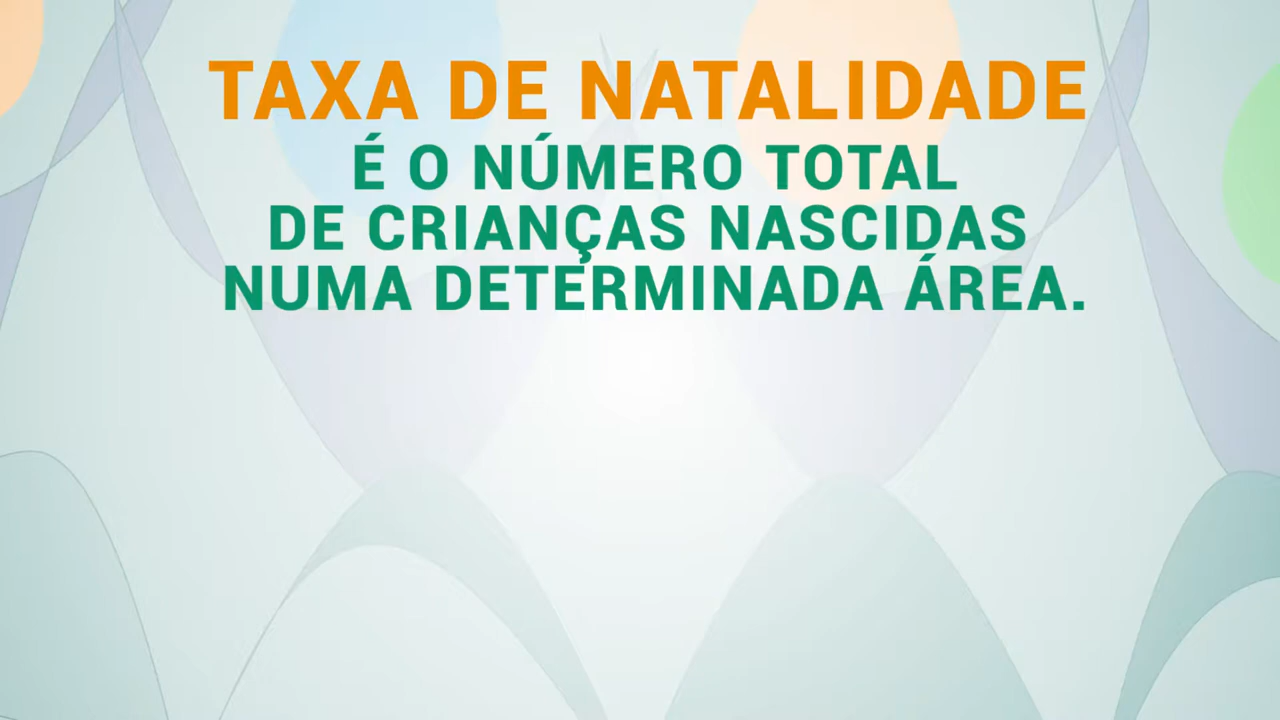 TAXA DE NATALIDADE
É O NÚMERO TOTAL
DE CRIANÇAS NASCIDAS
NUMA DETERMINADA ÁREA.